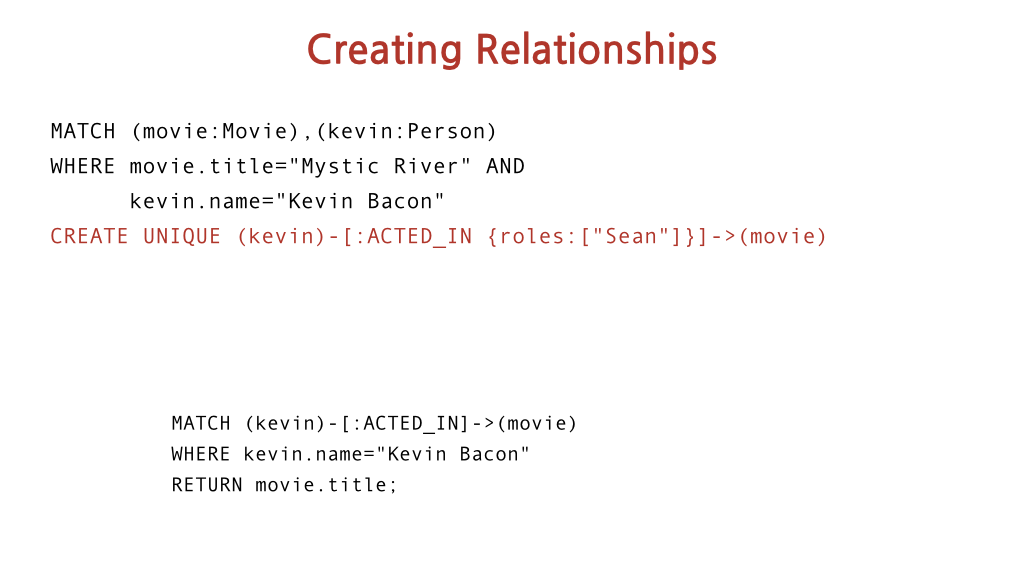 Creating Relationships
MATCH (movie:Movie),(kevin:Person)
WHERE movie.title="Mystic River" AND
kevin.name="Kevin Bacon"
CREATE UNIQUE (kevin)-[:ACTED_IN {roles:["Sean"]}]->(movie)
MATCH (kevin)-[:ACTED_IN]->(movie)
WHERE kevin.name="Kevin Bacon"
RETURN movie.title;